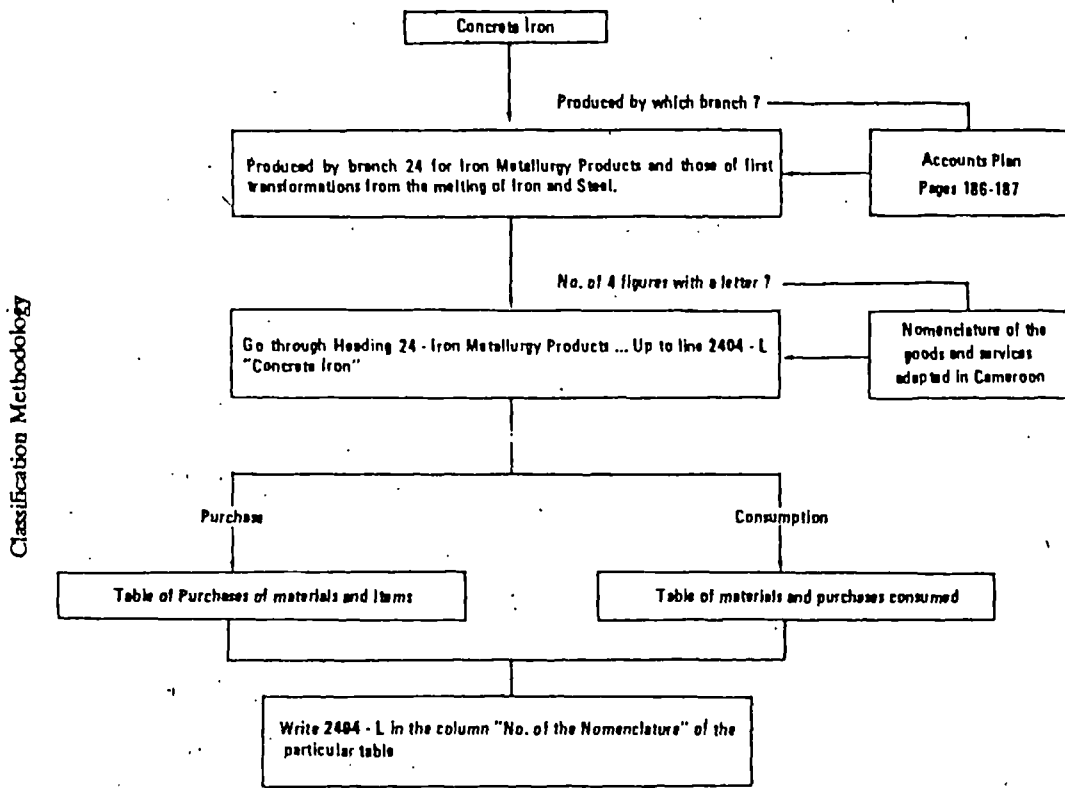 Concrete Iron
Produced by which branch ?
Produced by branch 24 for Iron Metallurgy Products and those of first
transformations from the melting of Iron and Steel.
Accounts Plan
Pages 186-187
No. of 4 figures with a letter ?
Go through Heading 24 - Iron Metallurgy Products ... Up to line 2404 - L
"Concrete Iron"
Nomenclature of the
goods and services
adapted in Cameroon
Classification Methodology
Purchase
Consumption
Table of Purchases of materials and Items
Table of materials and purchases consumed
Write 2404 - L in the column "No. of the Nomenclature" of the
particular table